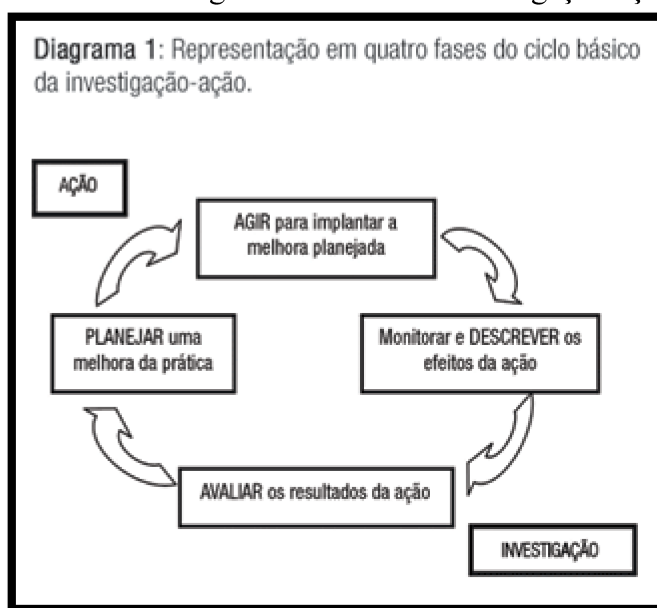 Diagrama 1: Representação em quatro fases do ciclo básico
da investigação-ação.
AÇÃO
AGIR para implantar a
melhora planejada
PLANEJAR uma
melhora da prática
Monitorar e DESCREVER os
efeitos da ação
AVALIAR os resultados da ação
INVESTIGAÇÃO